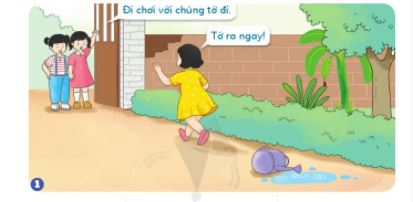 Đi chơi với chúng tớ đi.
Tớ ra ngay!
1